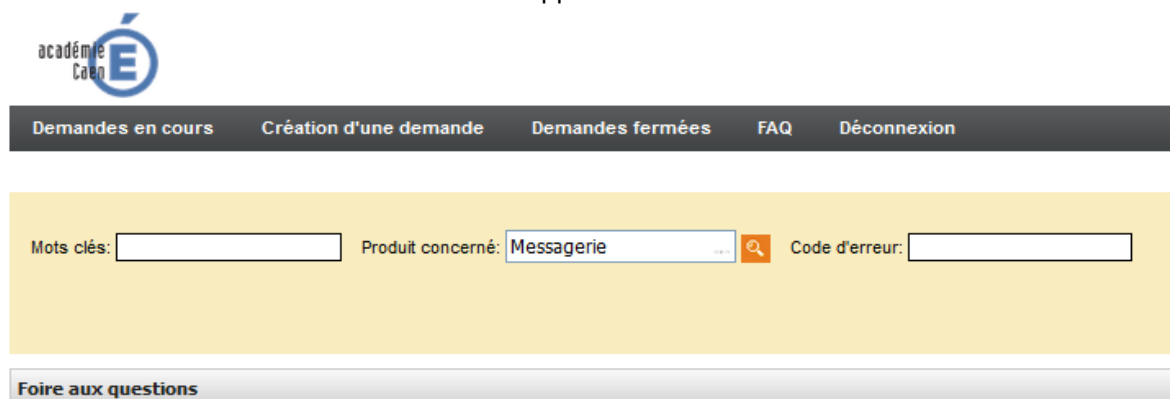 académie
Caen
É
Demandes en cours Création d'une demande Demandes fermées FAQ Déconnexion
Mots clés: Produit concerné: Messagerie ... Code d'erreur:
Foire aux questions